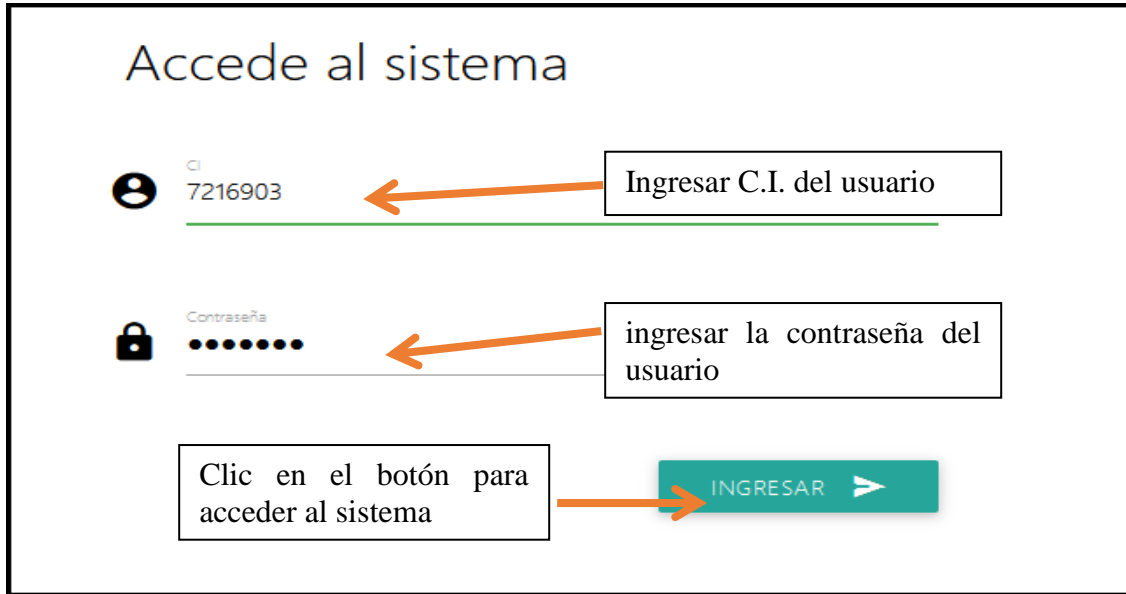 Accede al sistema
CI
7216903
Ingresar C.I. del usuario
Contraseña
•••••••
ingresar la contraseña del
usuario
Clic en el botón para
acceder al sistema
INGRESAR